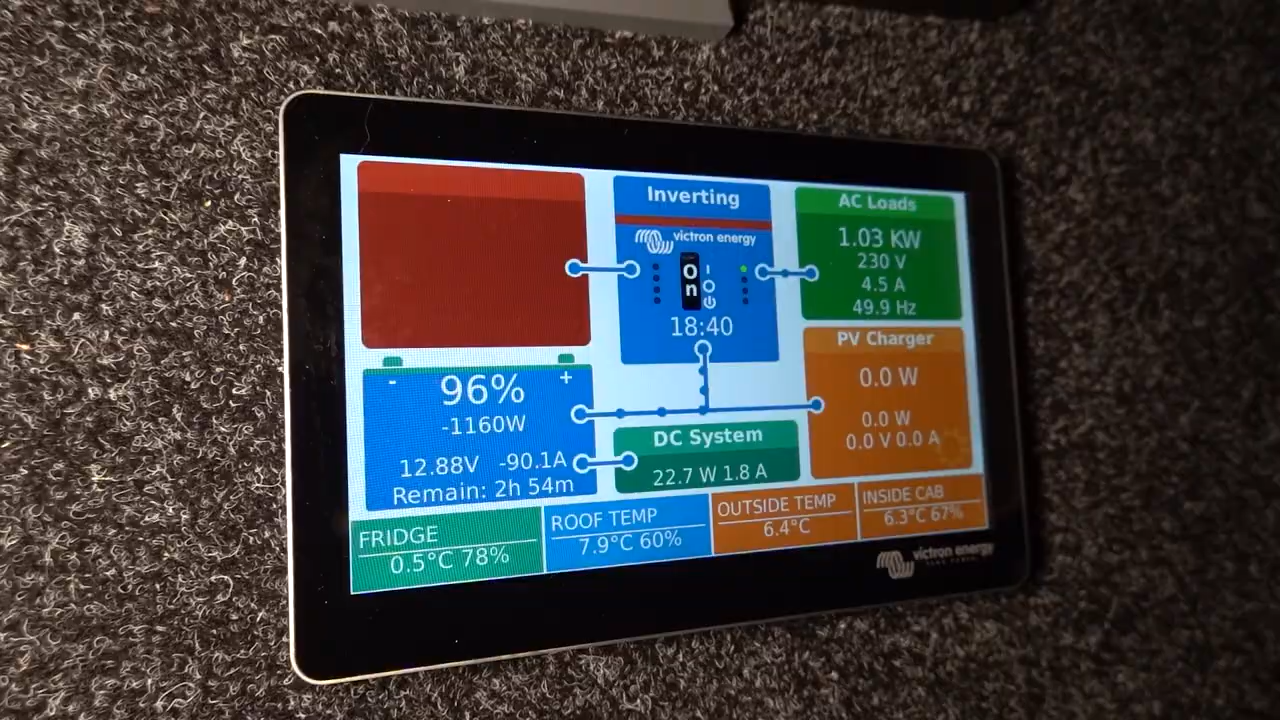 Inverting
victron energy
On
18:40
AC Loads
1.03 KW
230 V
4.5 A
49.9 Hz
- 96% +
-1160W
12.88V -90.1A
Remain: 2h 54m
DC System
22.7 W 1.8 A
PV Charger
0.0 W
0.0 W
0.0 V 0.0 A
FRIDGE
0.5°C 78%
ROOF TEMP
7.9°C 60%
OUTSIDE TEMP
6.4°C
INSIDE CAB
6.3°C 67%
victron energy